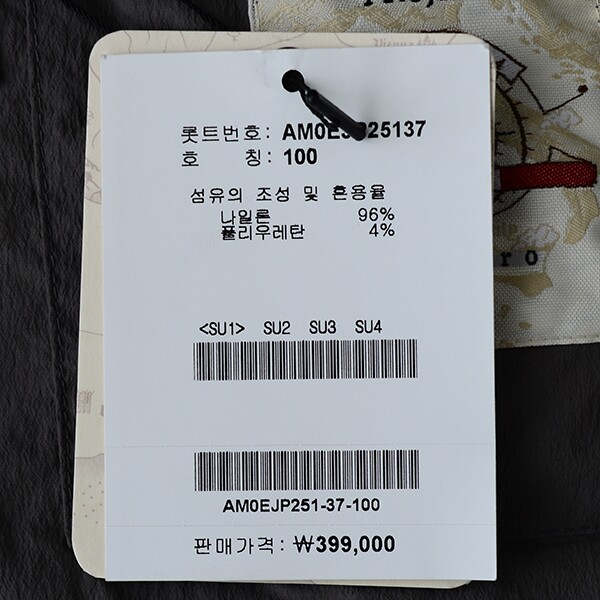 롯트번호:
호 칭: 100
섬유의 조성 및 혼용율
나일론 96%
폴리우레탄 4%
<SU1> SU2 SU3 SU4
AM0EJP251-37-100
판매가격: ₩399,000